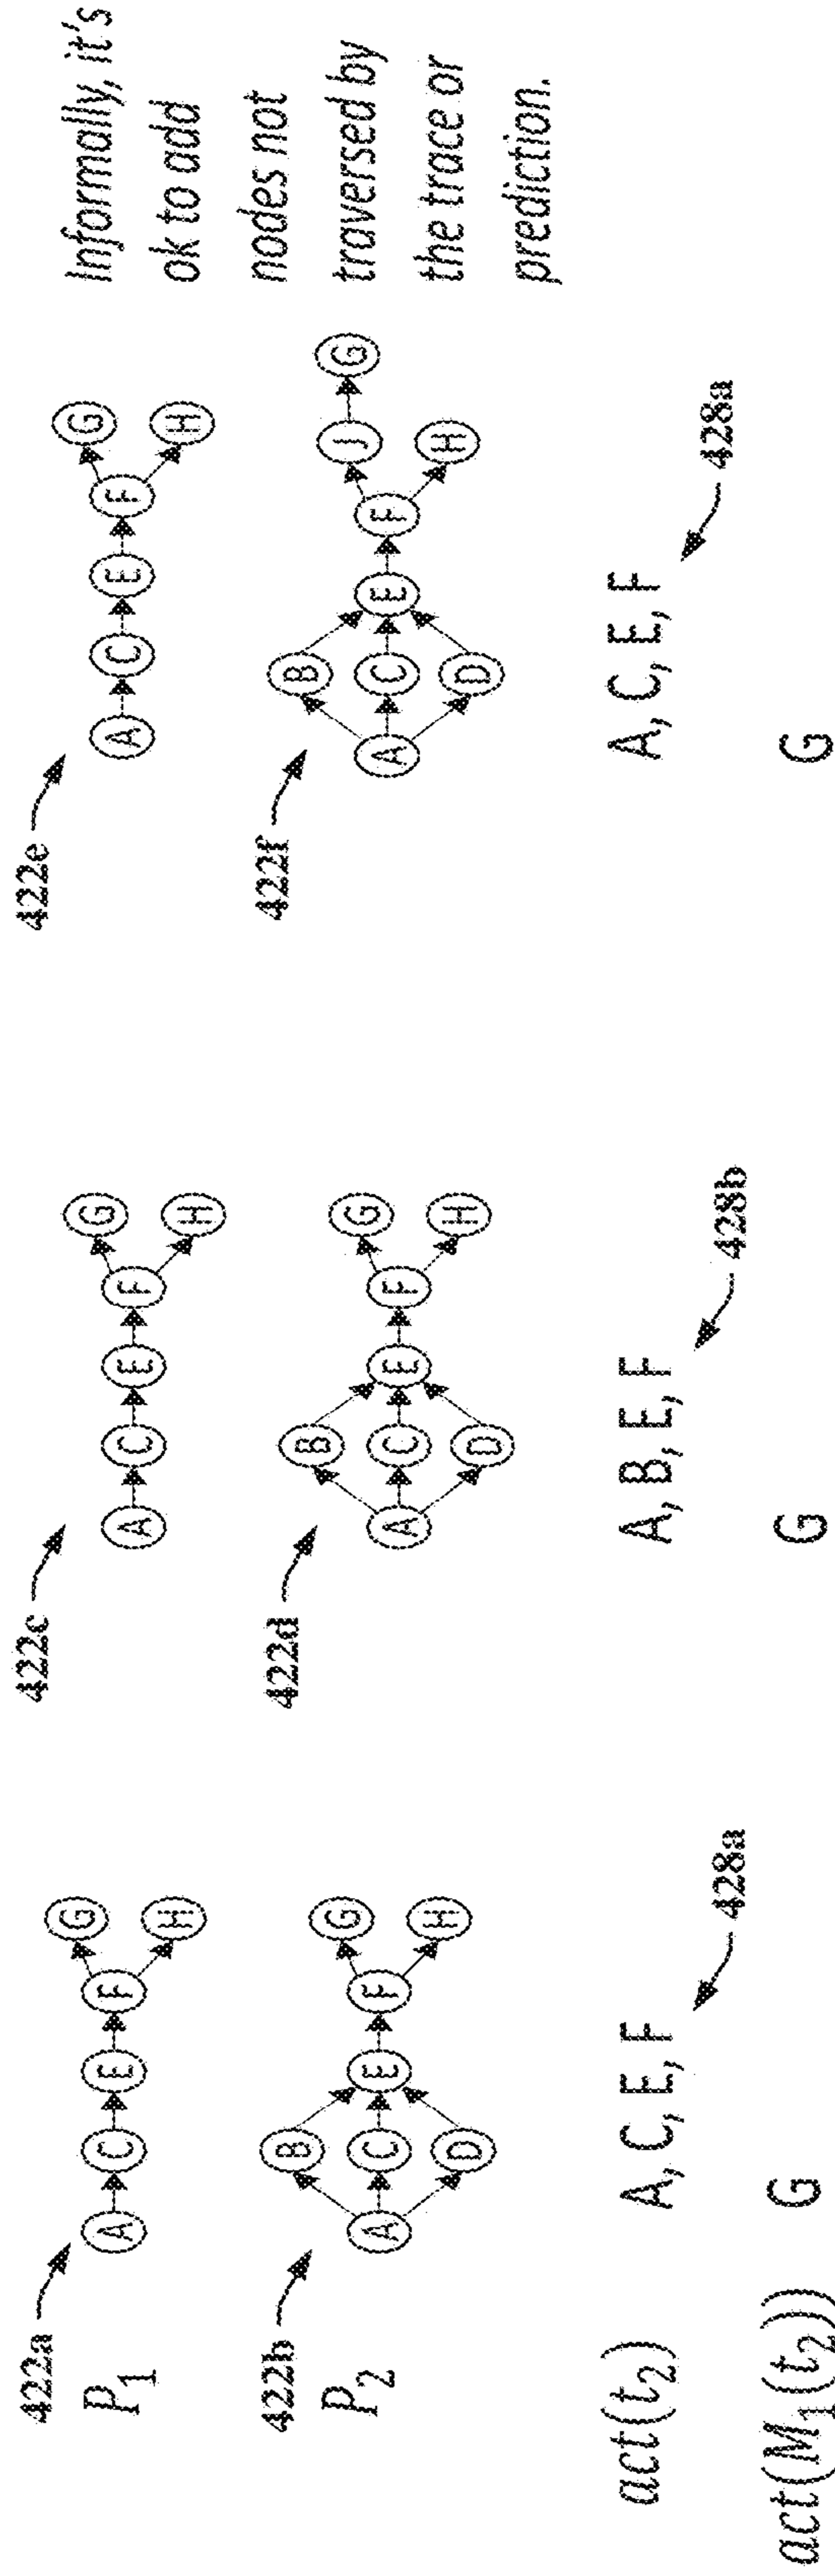 422a
P1
A C E F G H
422b
P2
A B C D E F G H
act(t2)
A, C, E, F
428a
act(M1(t2))
G
422c
A C E F G H
422d
A B C D E F G H
A, B, E, F
428b
G
422e
A C E F G H
422f
A B C D E F J G H
A, C, E, F
428a
G
Informally, it's
ok to add
nodes not
traversed by
the trace or
prediction.